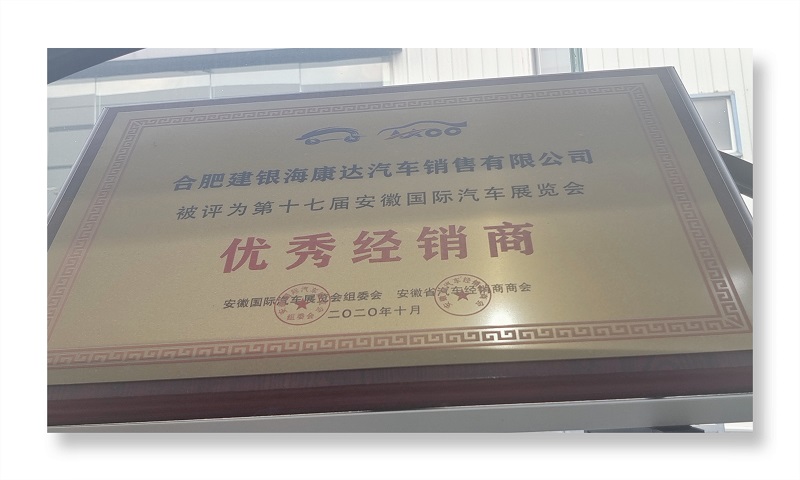 合肥建银海康达汽车销售有限公司
被评为第十七届安徽国际汽车展览会
优秀经销商
安徽国际汽车展览会组委会 安徽省汽车经销商商会
二〇二〇年十月
组委会